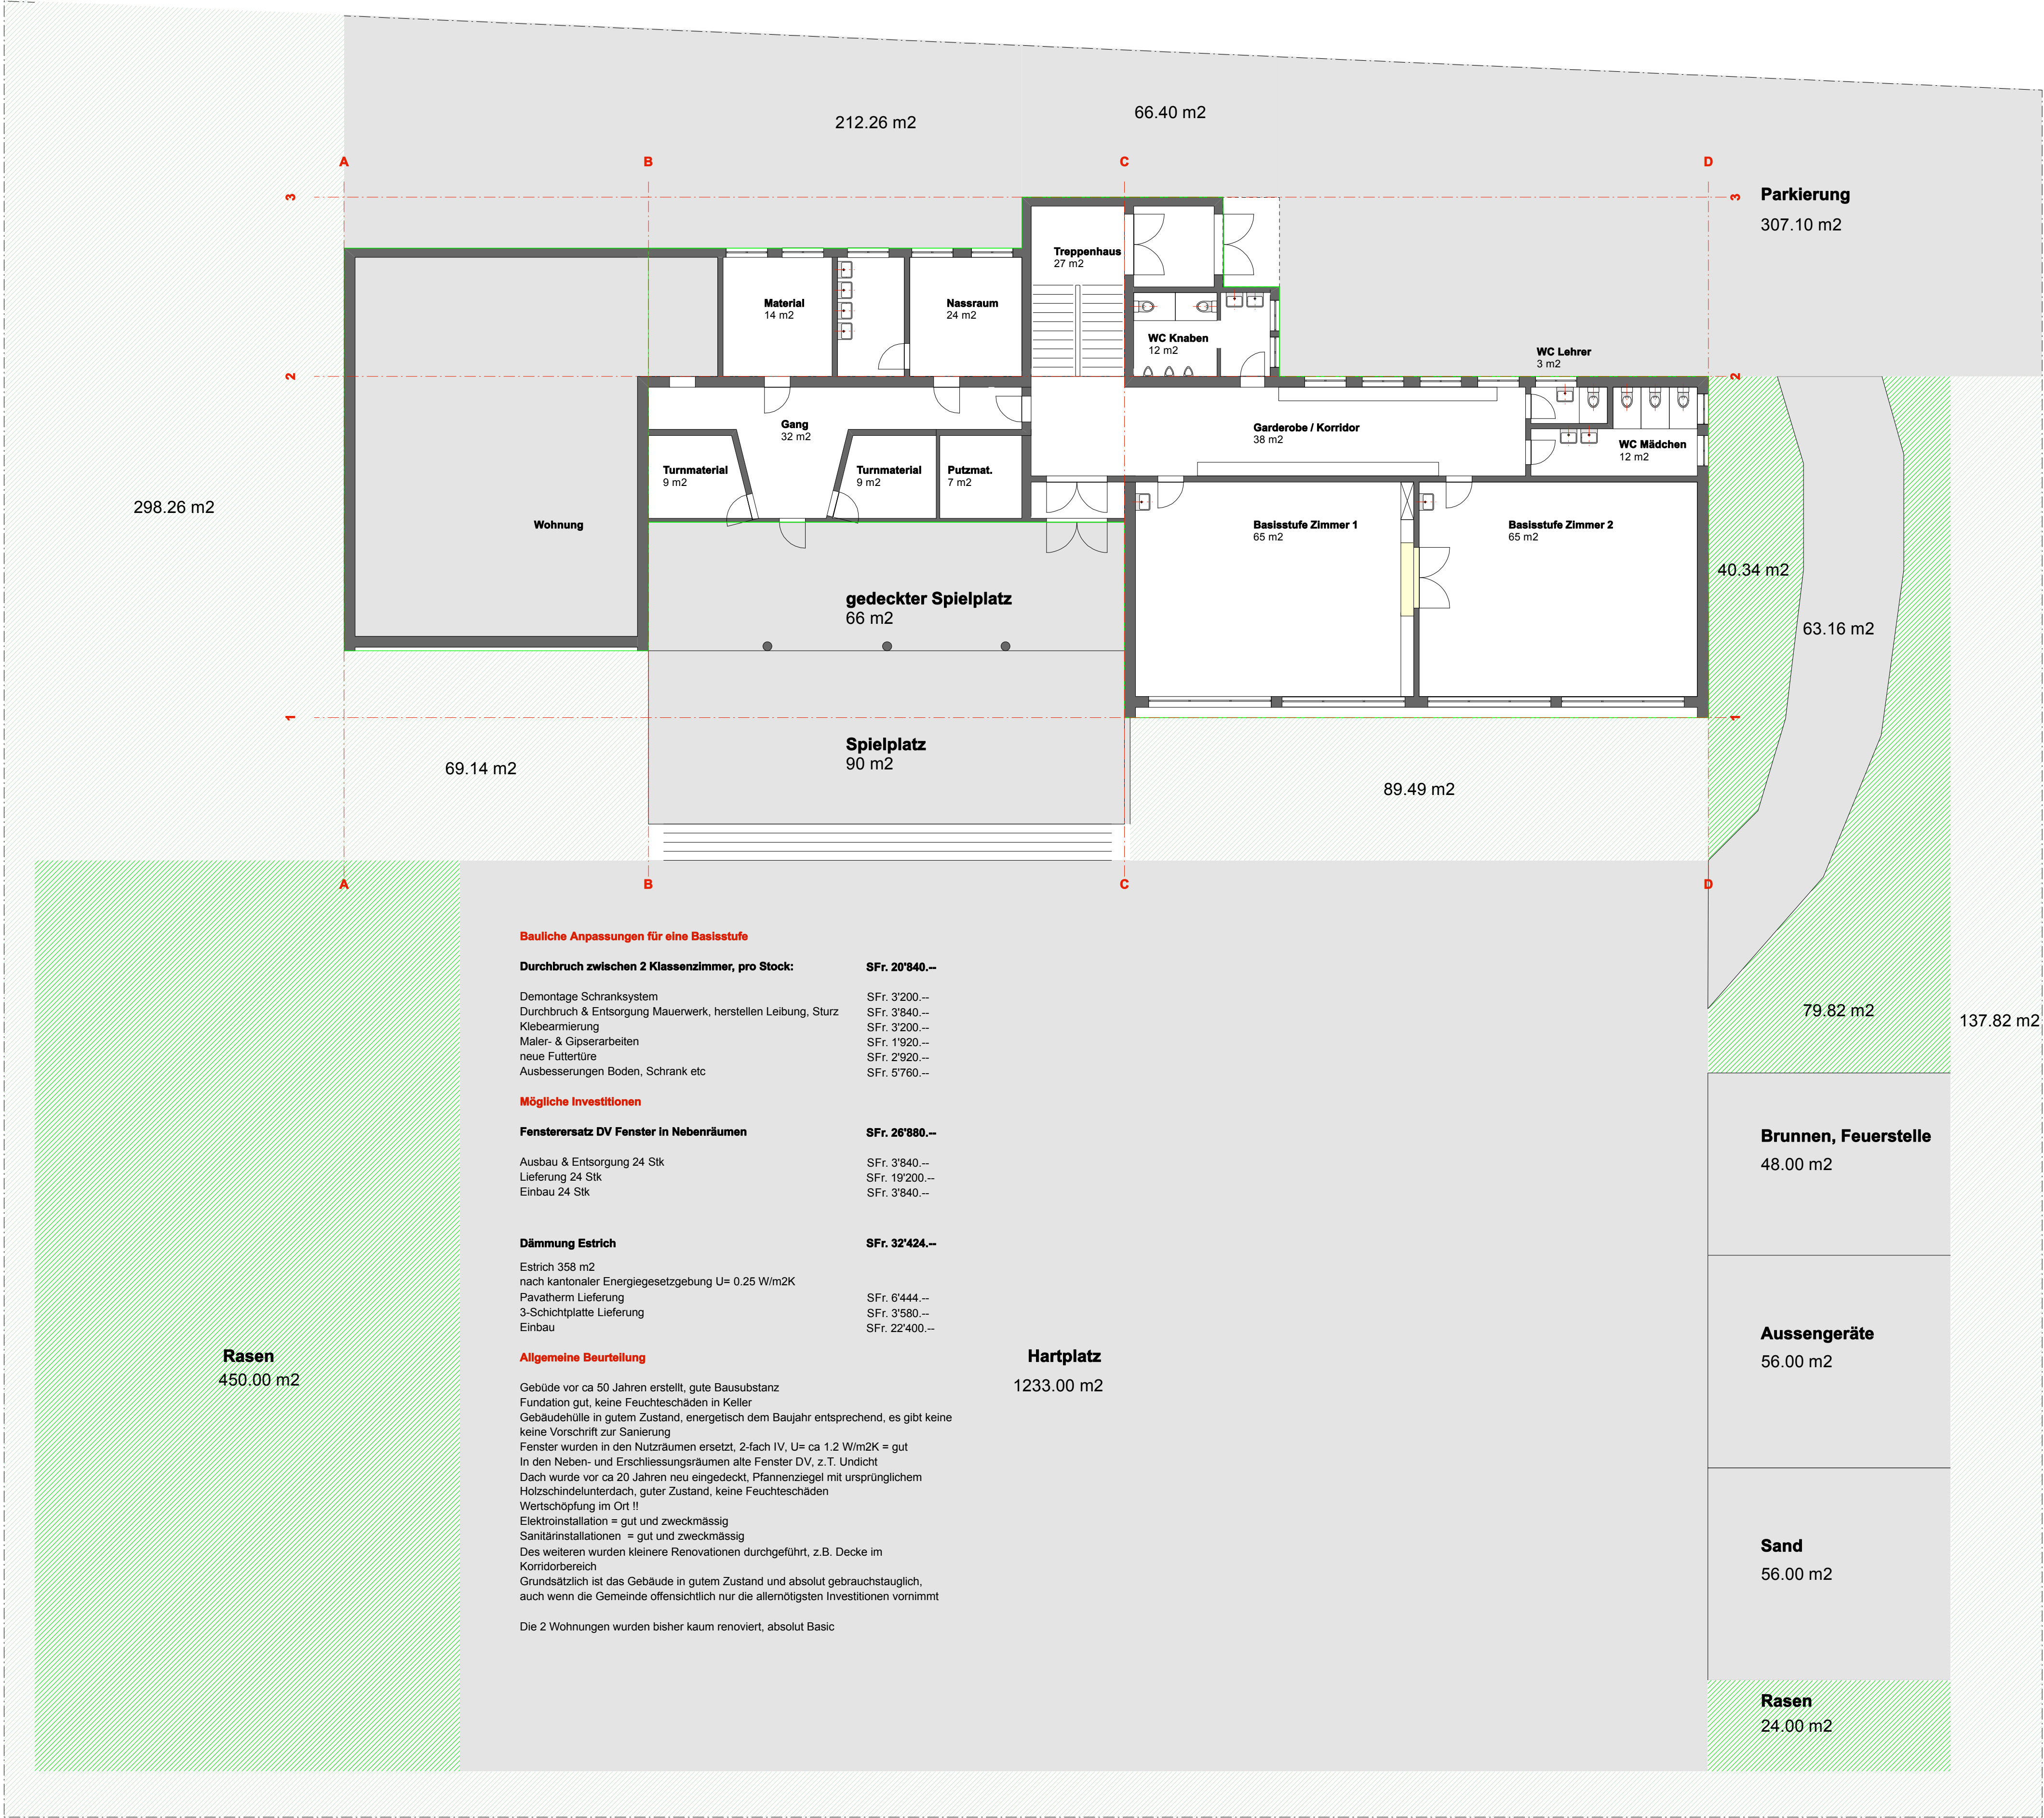 212.26 m2
66.40 m2
A
B
C
D
3
3
Parkierung
307.10 m2
Treppenhaus
27 m2
Material
14 m2
Nassraum
24 m2
WC Knaben
12 m2
WC Lehrer
3 m2
2
2
Gang
32 m2
Garderobe / Korridor
38 m2
WC Mädchen
12 m2
Turnmaterial
9 m2
Turnmaterial
9 m2
Putzmat.
7 m2
298.26 m2
Wohnung
Basisstufe Zimmer 1
65 m2
Basisstufe Zimmer 2
65 m2
40.34 m2
gedeckter Spielplatz
66 m2
63.16 m2
1
1
Spielplatz
90 m2
69.14 m2
89.49 m2
A
B
C
D
Bauliche Anpassungen für eine Basisstufe
Durchbruch zwischen 2 Klassenzimmer, pro Stock: SFr. 20'840.--
Demontage Schranksystem SFr. 3'200.--
Durchbruch & Entsorgung Mauerwerk, herstellen Leibung, Sturz SFr. 3'840.--
Klebearmierung SFr. 3'200.--
Maler- & Gipserarbeiten SFr. 1'920.--
neue Futtertüre SFr. 2'920.--
Ausbesserungen Boden, Schrank etc SFr. 5'760.--
79.82 m2
137.82 m2
Mögliche Investitionen
Fensterersatz DV Fenster in Nebenräumen SFr. 26'880.--
Ausbau & Entsorgung 24 Stk SFr. 3'840.--
Lieferung 24 Stk SFr. 19'200.--
Einbau 24 Stk SFr. 3'840.--
Brunnen, Feuerstelle
48.00 m2
Dämmung Estrich SFr. 32'424.--
Estrich 358 m2
nach kantonaler Energiegesetzgebung U= 0.25 W/m2K
Pavatherm Lieferung SFr. 6'444.--
3-Schichtplatte Lieferung SFr. 3'580.--
Einbau SFr. 22'400.--
Aussengeräte
56.00 m2
Rasen
450.00 m2
Hartplatz
1233.00 m2
Allgemeine Beurteilung
Gebüde vor ca 50 Jahren erstellt, gute Bausubstanz
Fundation gut, keine Feuchteschäden in Keller
Gebäudehülle in gutem Zustand, energetisch dem Baujahr entsprechend, es gibt keine
keine Vorschrift zur Sanierung
Fenster wurden in den Nutzräumen ersetzt, 2-fach IV, U= ca 1.2 W/m2K = gut
In den Neben- und Erschliessungsräumen alte Fenster DV, z.T. Undicht
Dach wurde vor ca 20 Jahren neu eingedeckt, Pfannenziegel mit ursprünglichem
Holzschindelunterdach, guter Zustand, keine Feuchteschäden
Wertschöpfung im Ort !!
Elektroinstallation = gut und zweckmässig
Sanitärinstallationen = gut und zweckmässig
Des weiteren wurden kleinere Renovationen durchgeführt, z.B. Decke im
Korridorbereich
Grundsätzlich ist das Gebäude in gutem Zustand und absolut gebrauchstauglich,
auch wenn die Gemeinde offensichtlich nur die allernötigsten Investitionen vornimmt
Die 2 Wohnungen wurden bisher kaum renoviert, absolut Basic
Sand
56.00 m2
Rasen
24.00 m2